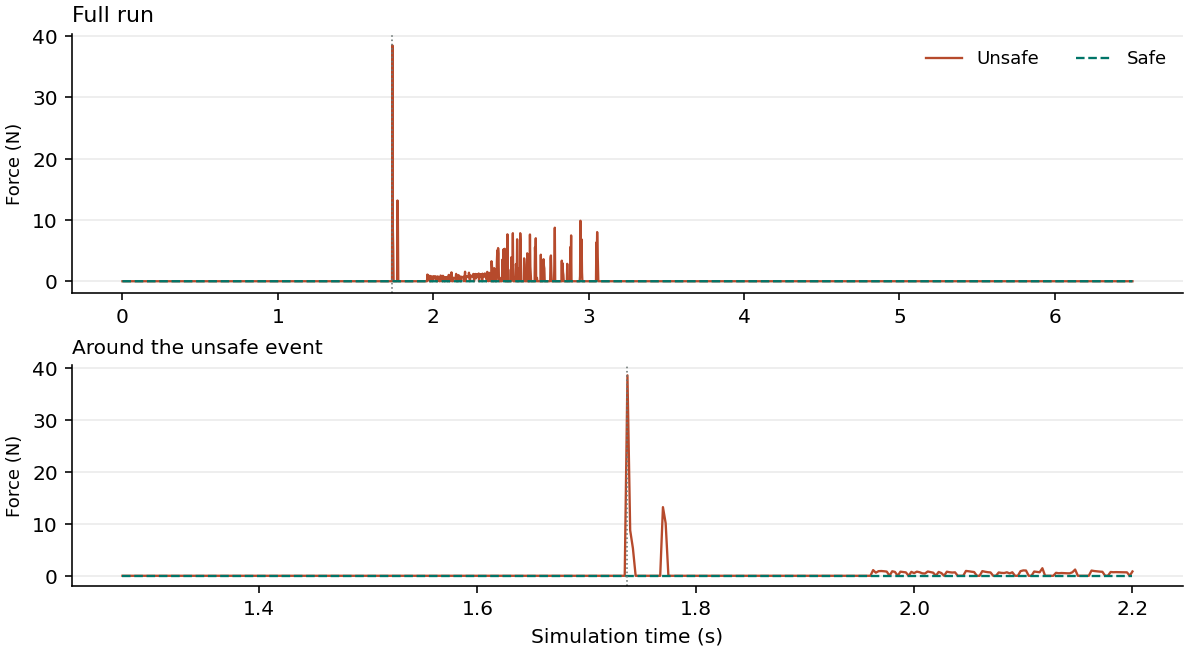 Full run
40
30
20
10
0
Force (N)
Unsafe
Safe
0 1 2 3 4 5 6
Around the unsafe event
40
30
20
10
0
Force (N)
1.4 1.6 1.8 2.0 2.2
Simulation time (s)